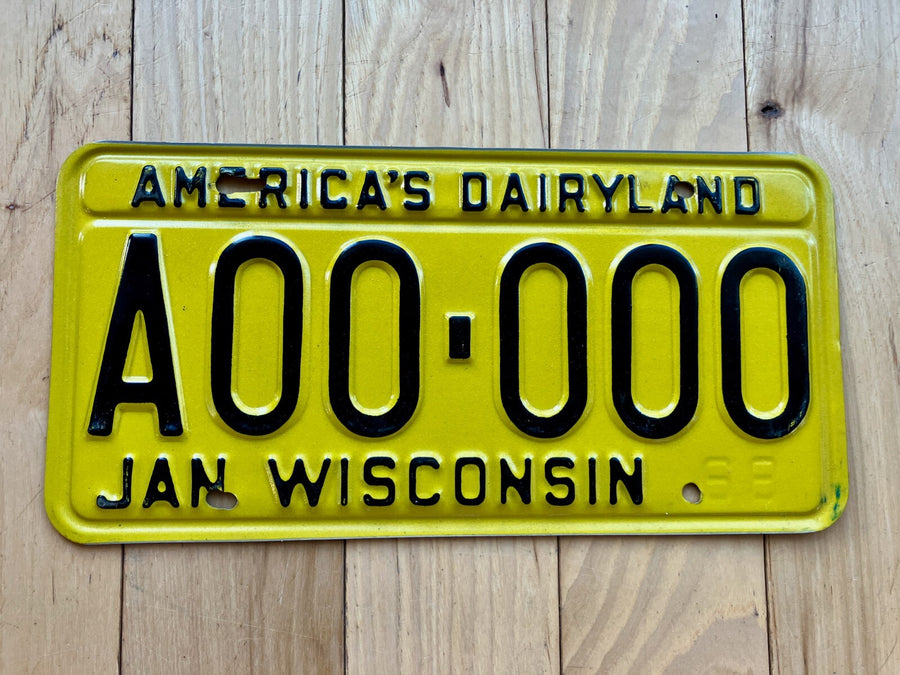 AMERICA'S DAIRYLAND
A00-000
JAN WISCONSIN